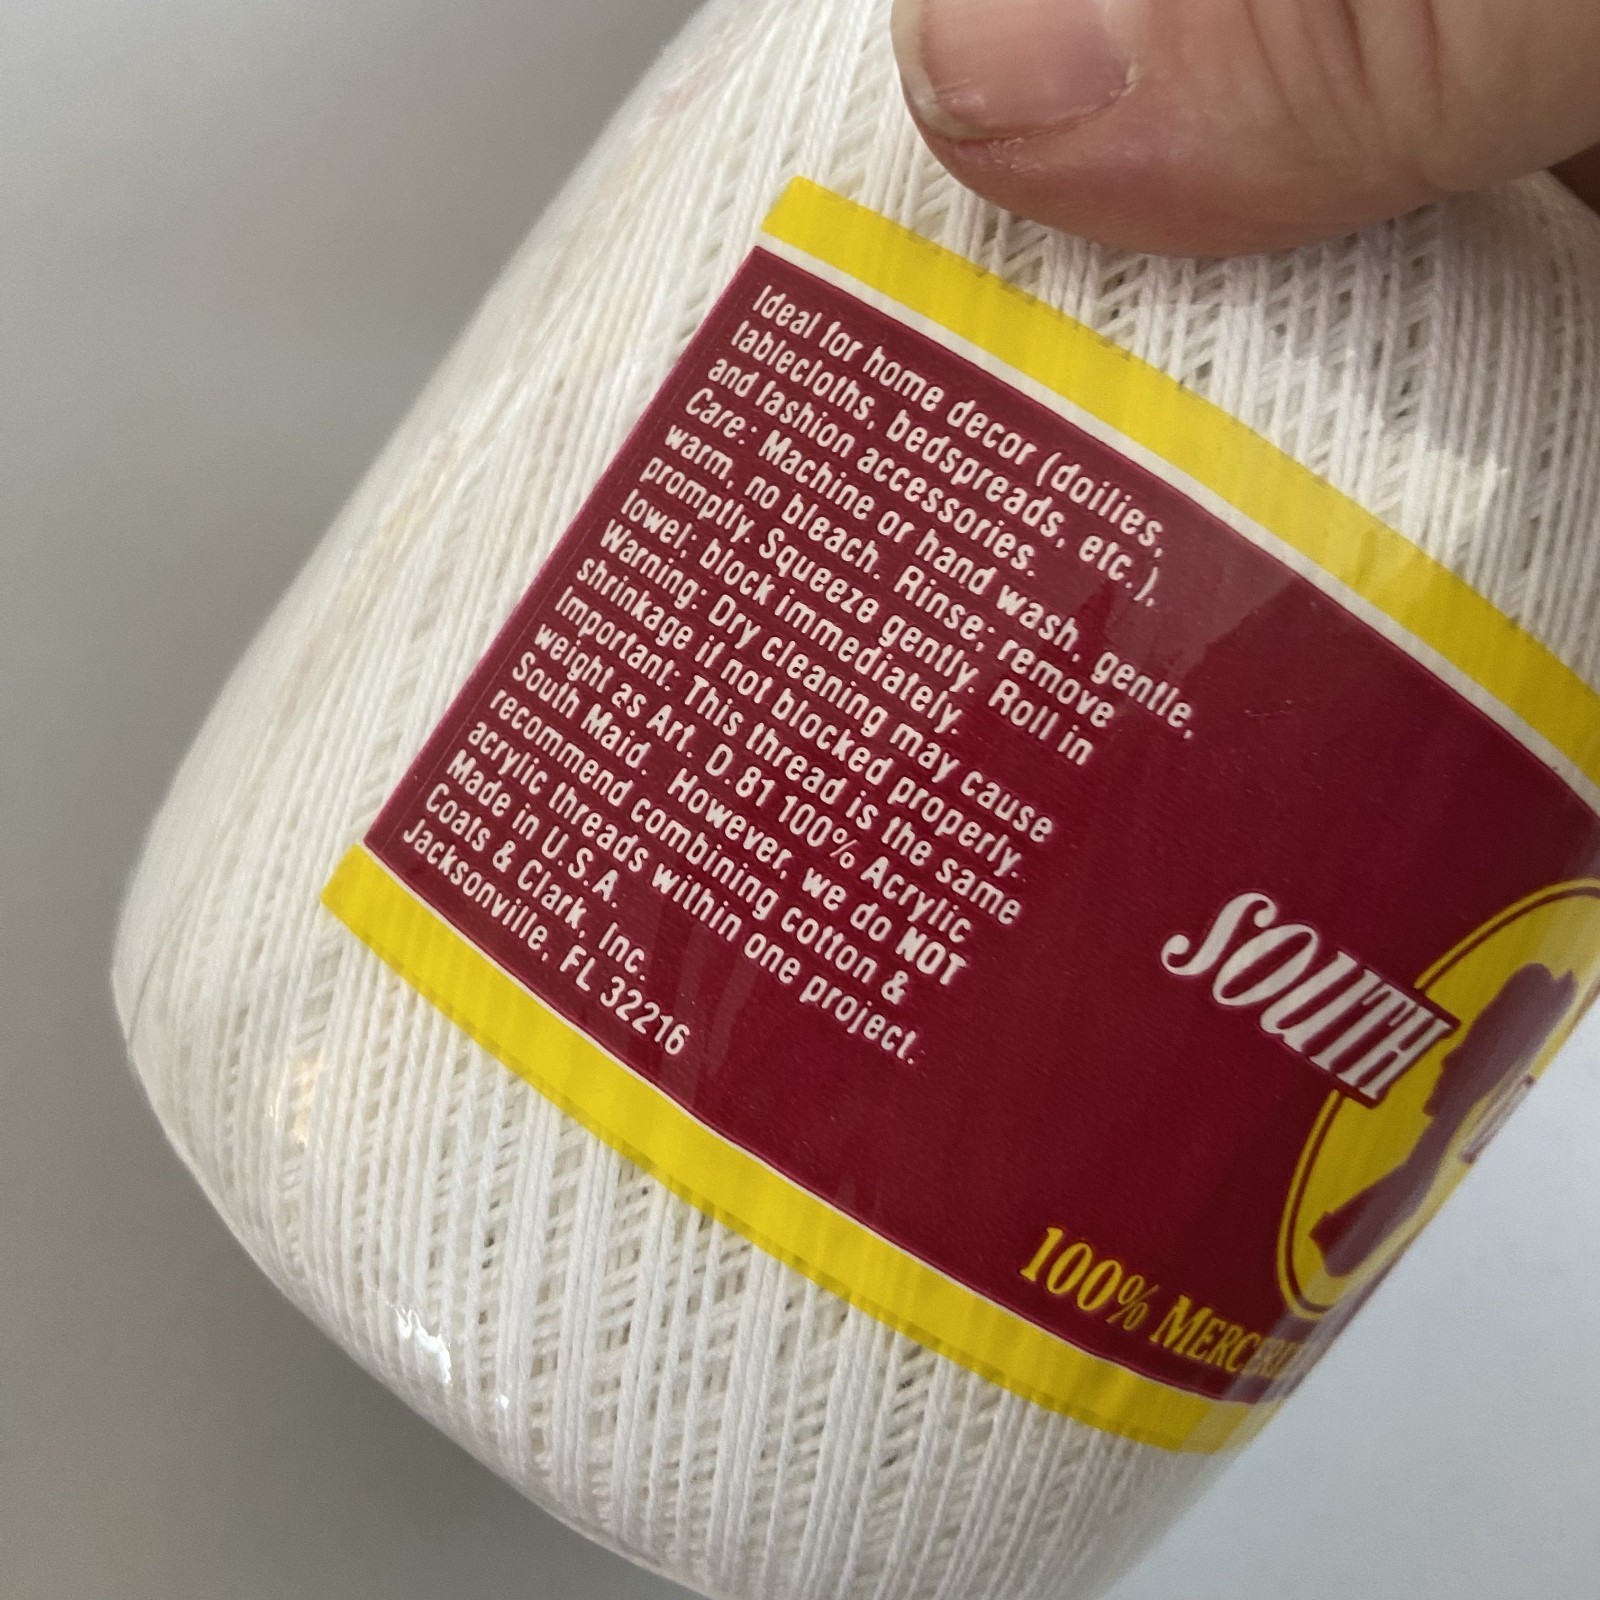 Ideal for home decor (doilies,
tablecloths, bedspreads, etc.),
and fashion accessories.
Care: Machine or hand wash, gentle,
warm, no bleach. Rinse; remove
promptly. Squeeze gently. Roll in
towel; block immediately.
Warning: Dry cleaning may cause
shrinkage if not blocked properly.
Important: This thread is the same
weight as Art. D.81 100% Acrylic
South Maid. However, we do NOT
recommend combining cotton &
acrylic threads within one project.
Made in U.S.A.
Coats & Clark, Inc.
Jacksonville, FL 32216
SOUTH
100%